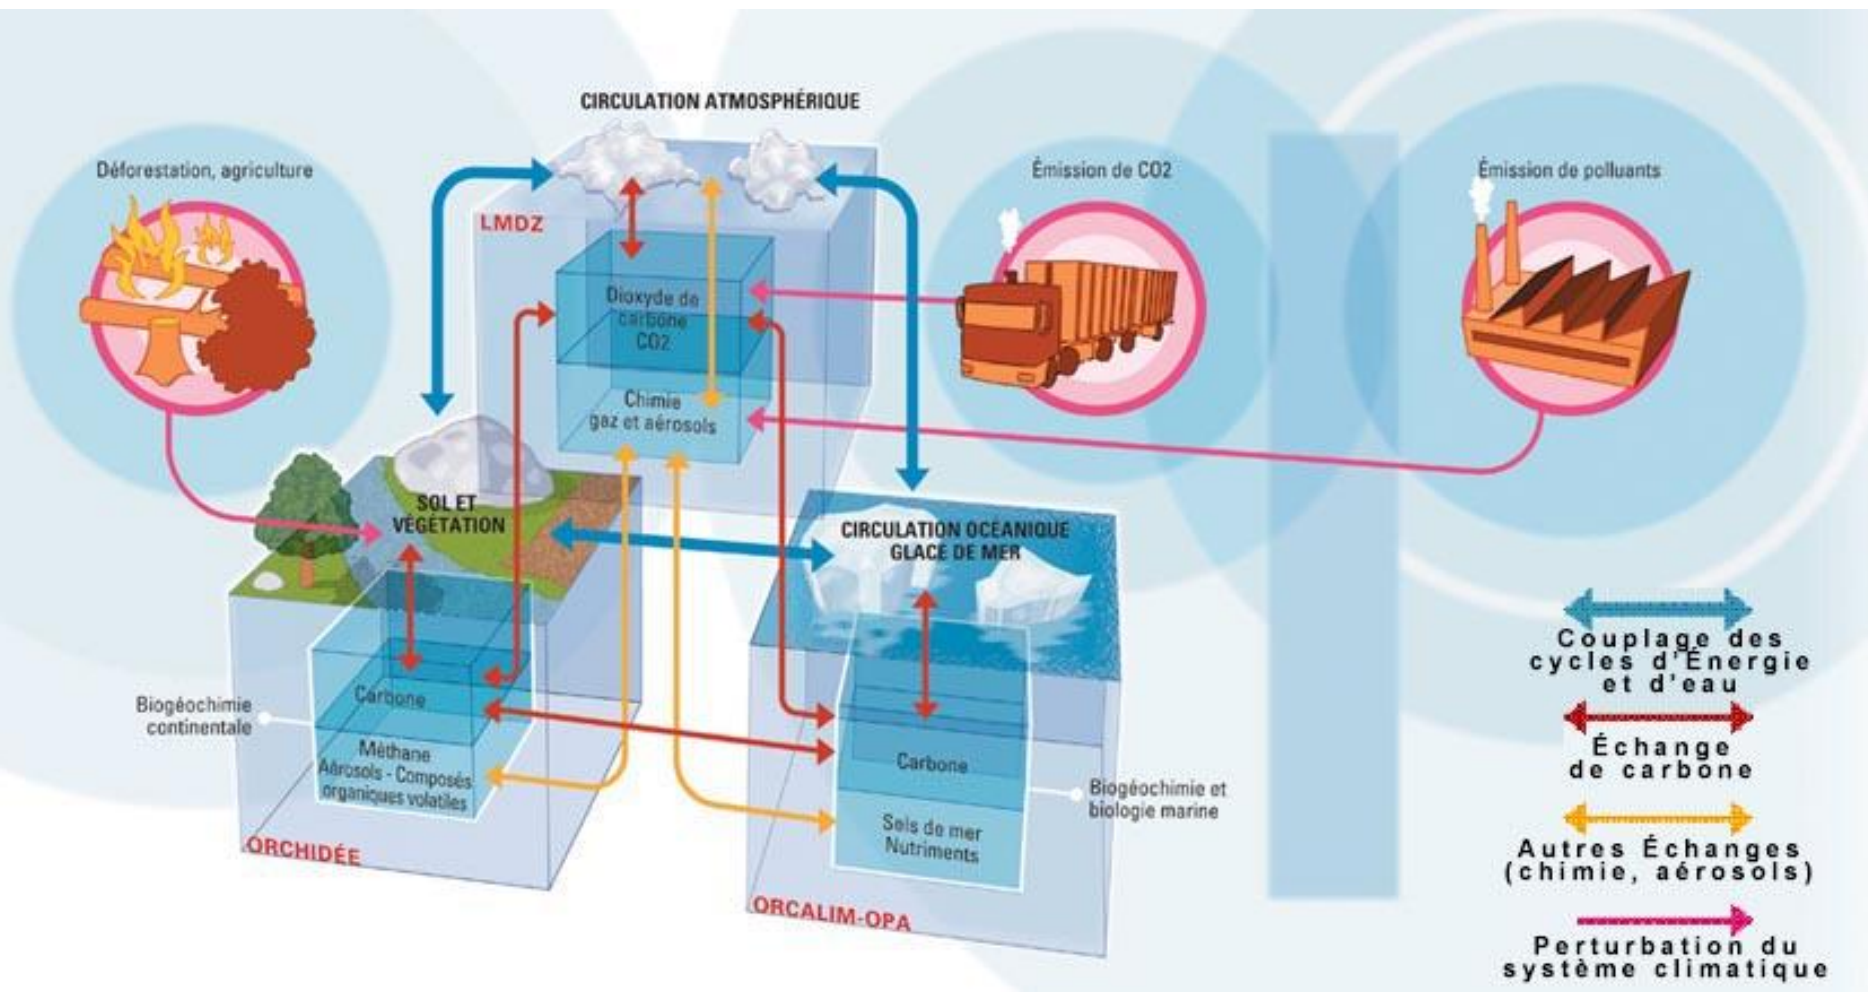 CIRCULATION ATMOSPHÉRIQUE
Déforestation, agriculture
Émission de CO2
Émission de polluants
LMDZ
Dioxyde de
carbone
CO2
Chimie
gaz et aérosols
SOL ET
VÉGÉTATION
CIRCULATION OCÉANIQUE
GLACE DE MER
Biogéochimie
continentale
Carbone
Méthane
Aérosols - Composés
organiques volatiles
ORCHIDÉE
Carbone
Sels de mer
Nutriments
Biogéochimie et
biologie marine
ORCALIM-OPA
Couplage des
cycles d'Énergie
et d'eau
Échange
de carbone
Autres Échanges
(chimie, aérosols)
Perturbation du
système climatique